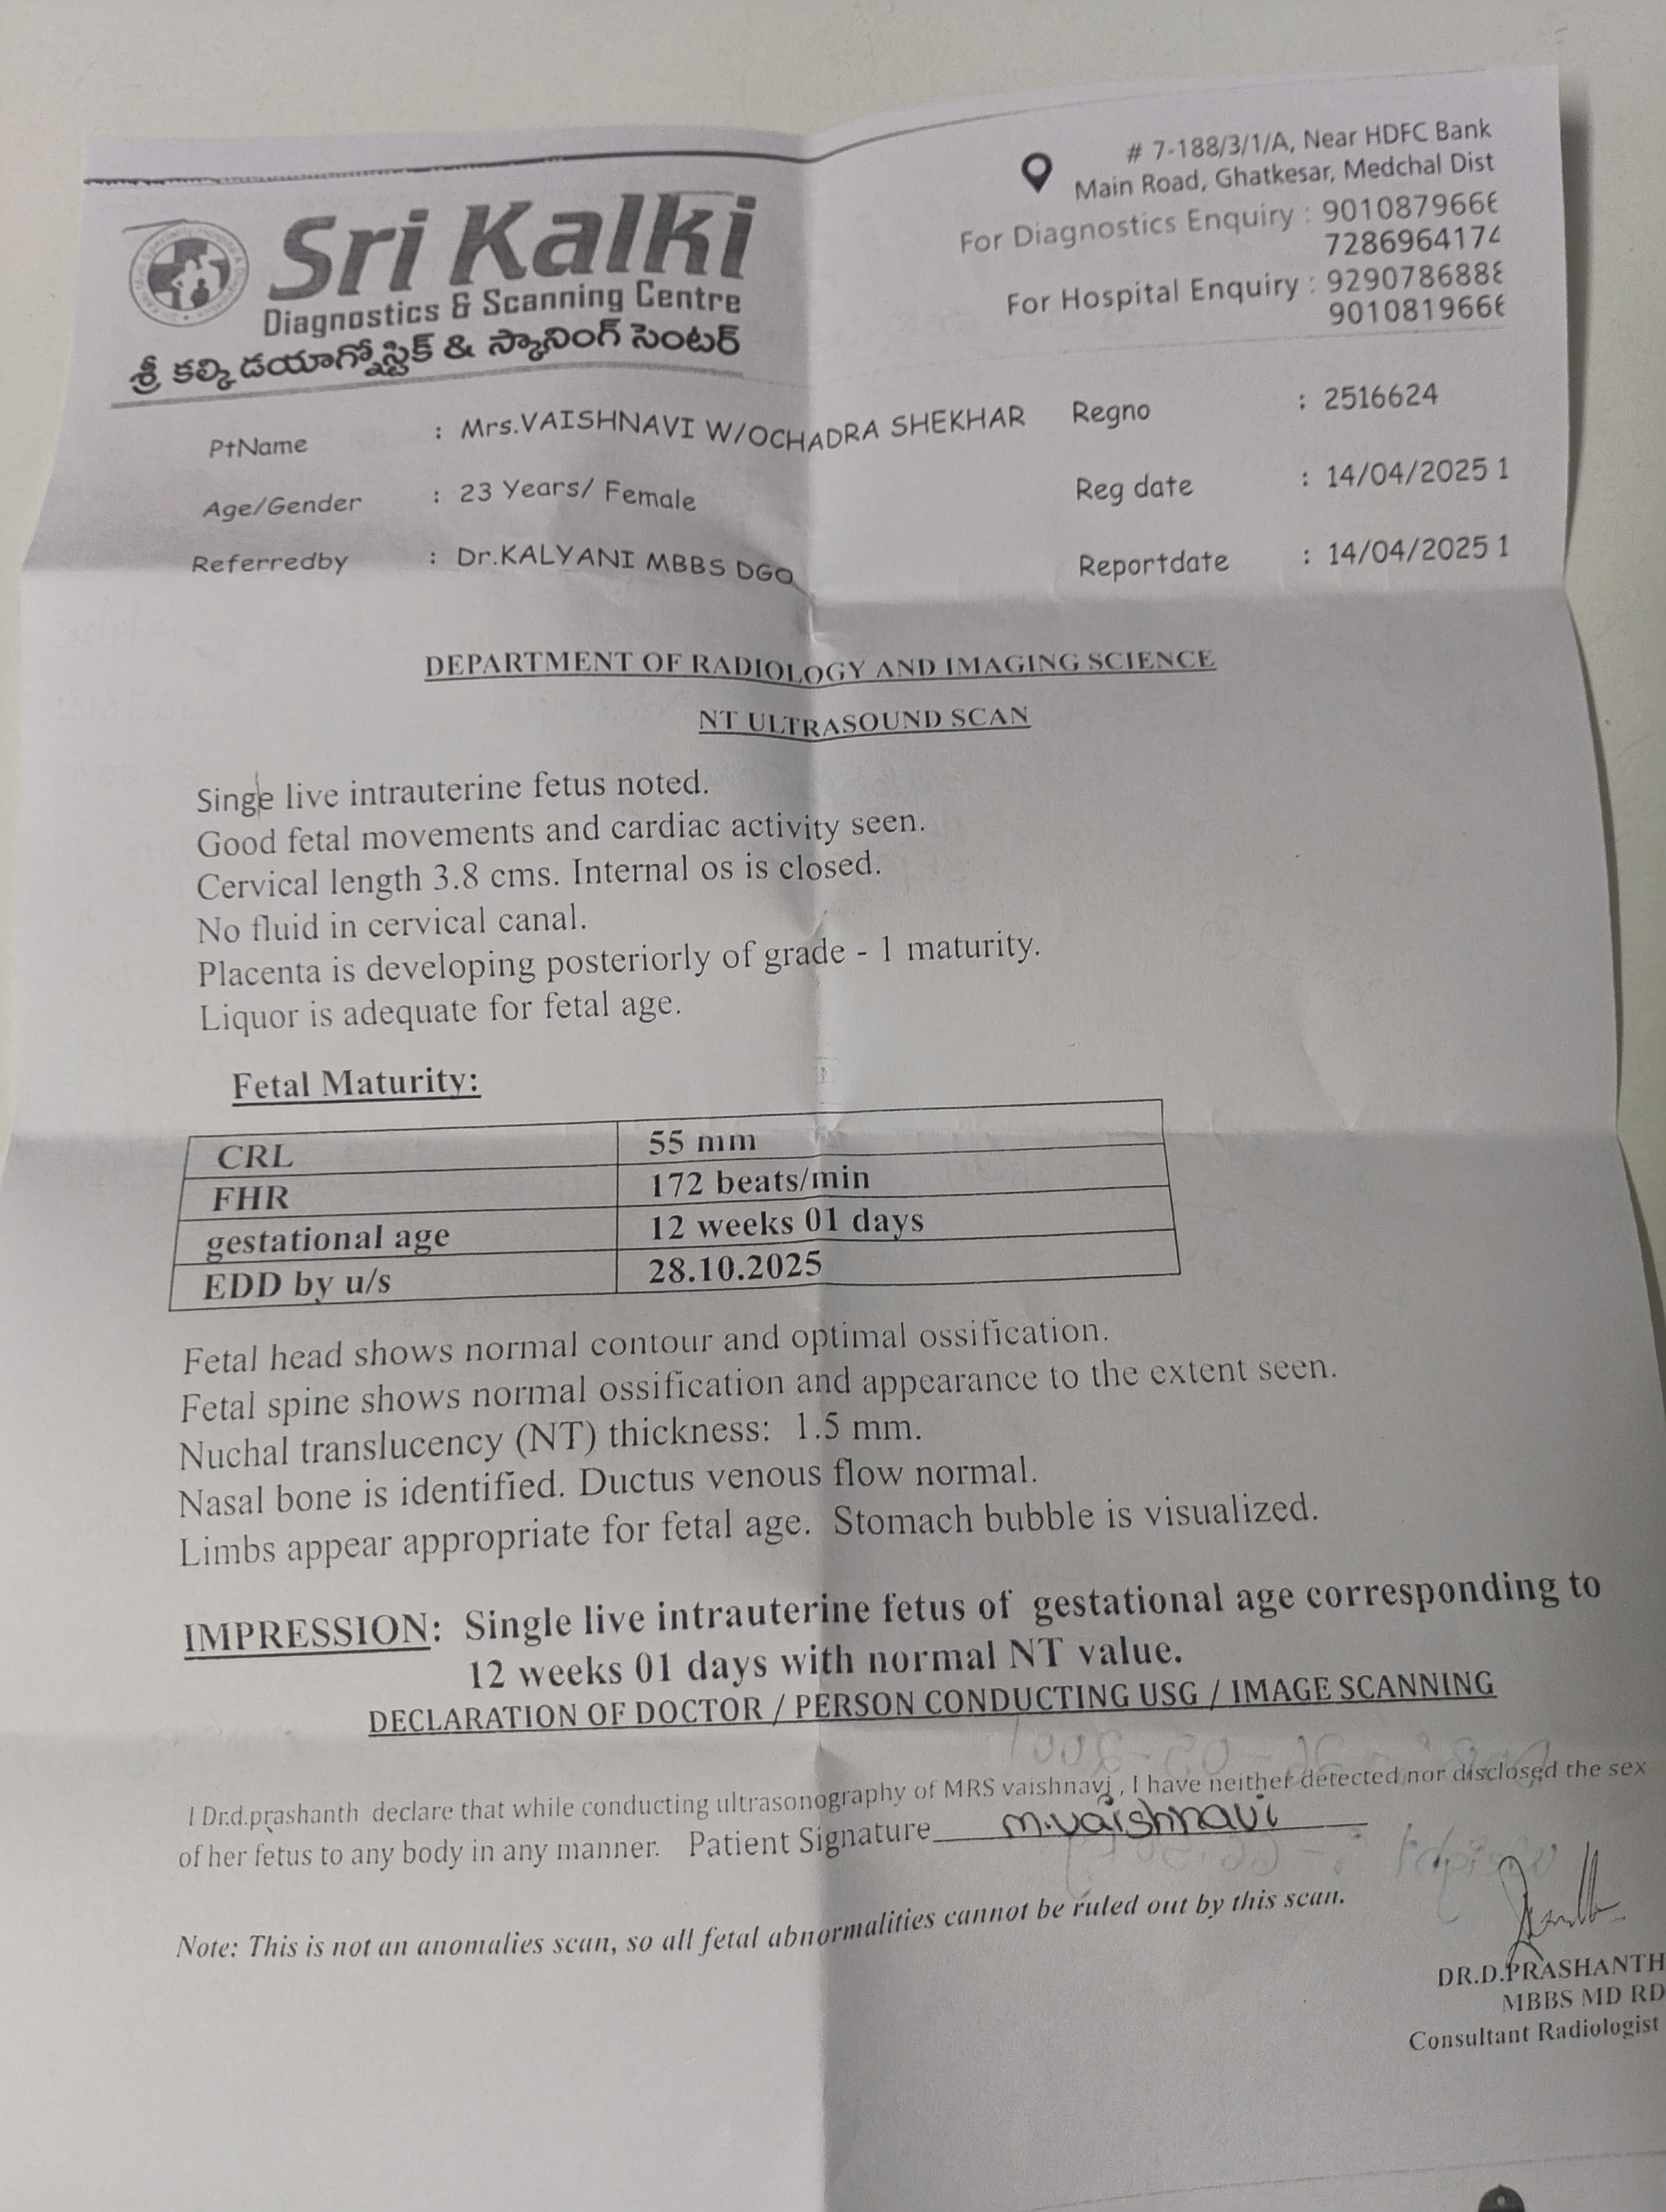 # 7-188/3/1/A, Near HDFC Bank
Main Road, Ghatkesar, Medchal Dist
For Diagnostics Enquiry : 901087966
728696417
For Hospital Enquiry : 929078688
901081966
Sri Kalki
Diagnostics & Scanning Centre
శ్రీ కల్కి డయాగ్నోస్టిక్ & స్కానింగ్ సెంటర్
PtName : Mrs.VAISHNAVI W/OCHADRA SHEKHAR Regno : 2516624
Age/Gender : 23 Years/ Female Reg date : 14/04/2025 1
Referredby : Dr.KALYANI MBBS DGO Reportdate : 14/04/2025 1
DEPARTMENT OF RADIOLOGY AND IMAGING SCIENCE
NT ULTRASOUND SCAN
Singe live intrauterine fetus noted.
Good fetal movements and cardiac activity seen.
Cervical length 3.8 cms. Internal os is closed.
No fluid in cervical canal.
Placenta is developing posteriorly of grade - 1 maturity.
Liquor is adequate for fetal age.
Fetal Maturity:
CRL 55 mm
FHR 172 beats/min
gestational age 12 weeks 01 days
EDD by u/s 28.10.2025
Fetal head shows normal contour and optimal ossification.
Fetal spine shows normal ossification and appearance to the extent seen.
Nuchal translucency (NT) thickness: 1.5 mm.
Nasal bone is identified. Ductus venous flow normal.
Limbs appear appropriate for fetal age. Stomach bubble is visualized.
IMPRESSION: Single live intrauterine fetus of gestational age corresponding to
12 weeks 01 days with normal NT value.
DECLARATION OF DOCTOR / PERSON CONDUCTING USG / IMAGE SCANNING
I Dr.d.prashanth declare that while conducting ultrasonography of MRS vaishnavi , I have neither detected nor disclosed the sex
of her fetus to any body in any manner. Patient Signature m.vaishnavi
Note: This is not an anomalies scan, so all fetal abnormalities cannot be ruled out by this scan.
DR.D.PRASHANTH
MBBS MD RD
Consultant Radiologist